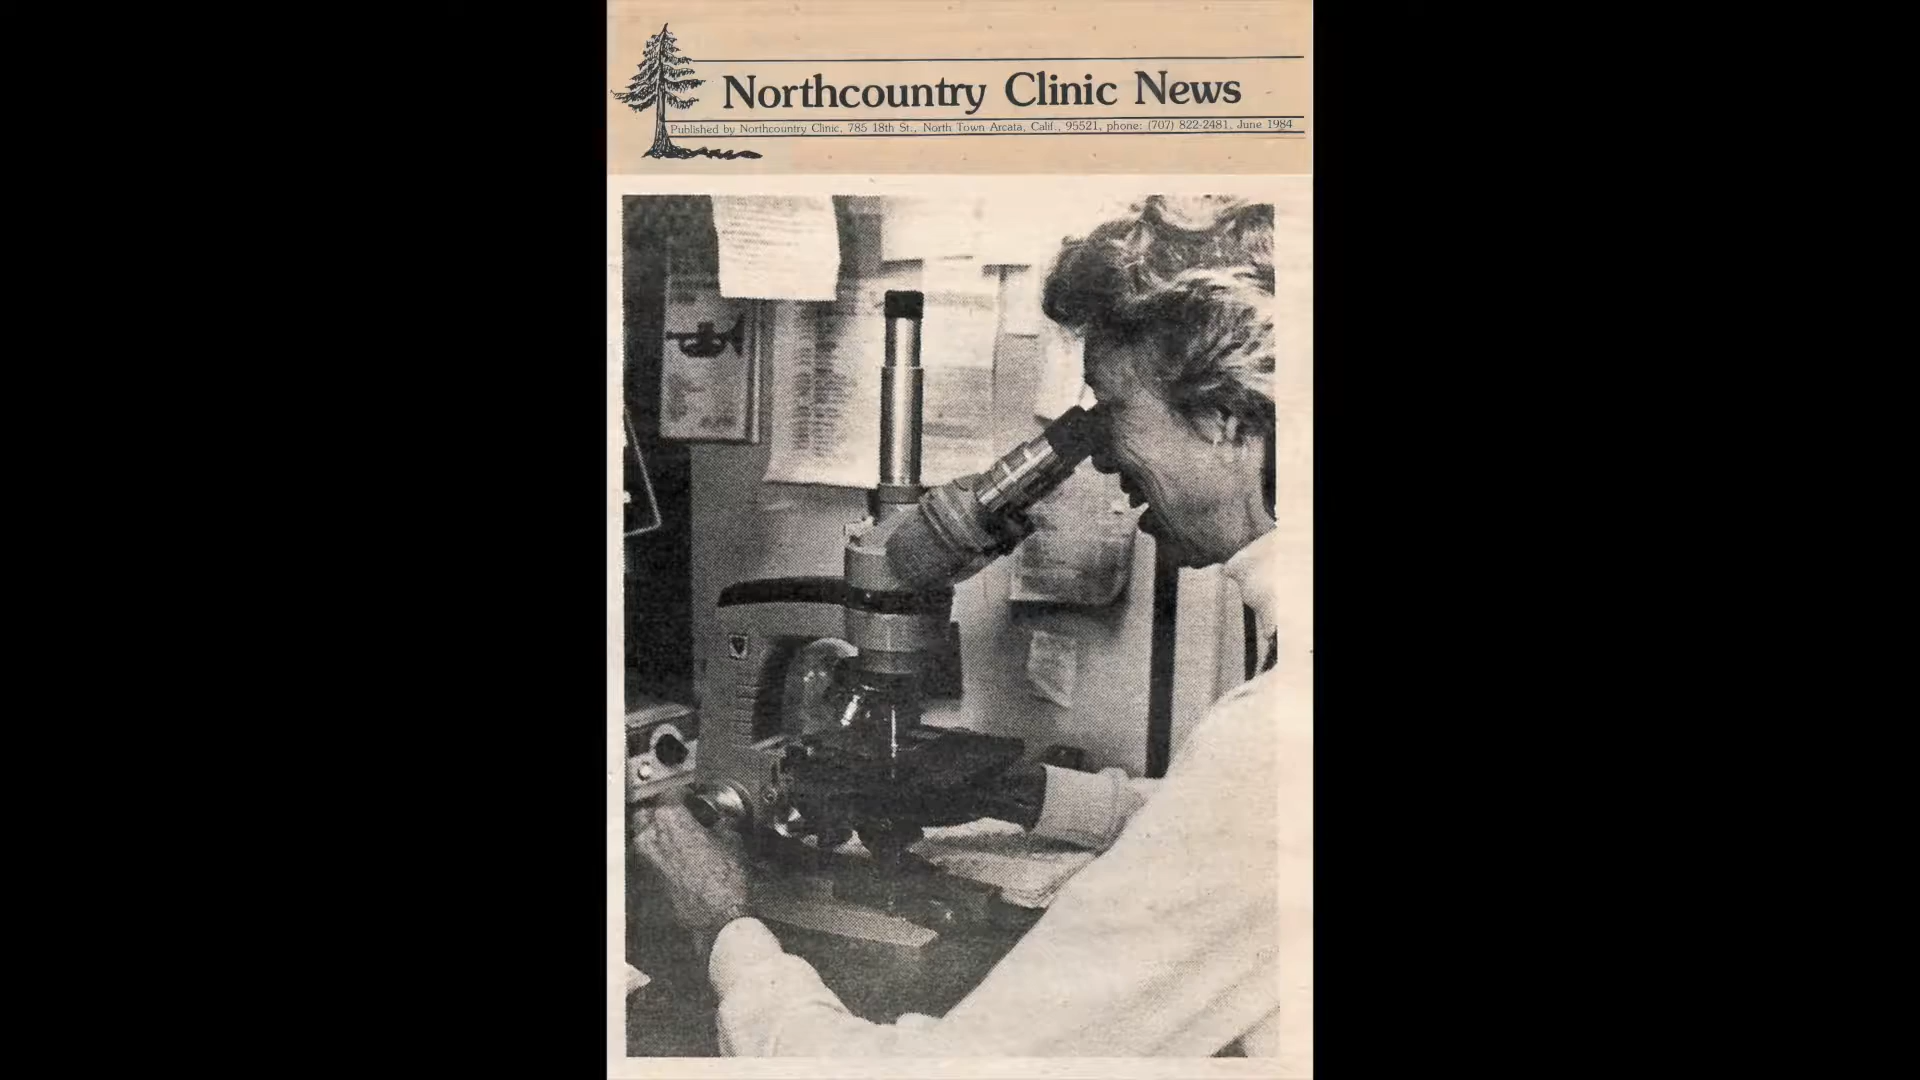 Northcountry Clinic News
Published by Northcountry Clinic, 785 18th St., North Town Arcata, Calif., 95521, phone: (707) 822-2481, June 1984